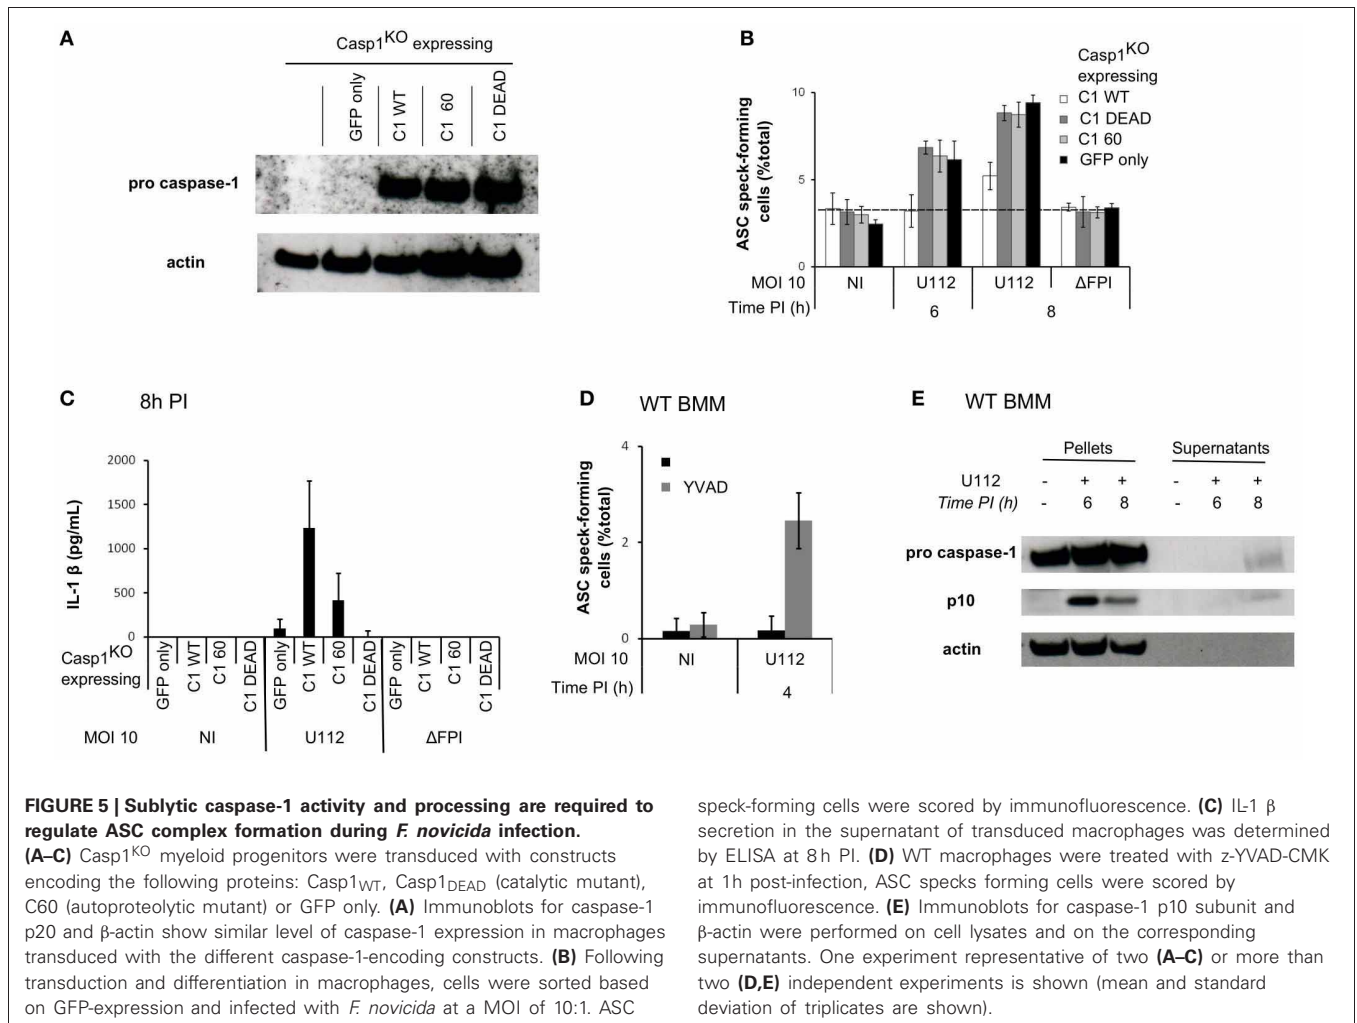 A
Casp1KO expressing
GFP only
C1 WT
C1 60
C1 DEAD
pro caspase-1
actin
B
Casp1KO
expressing
C1 WT
C1 DEAD
C1 60
GFP only
ASC speck-forming
cells (%total)
10
5
0
MOI 10 NI U112 U112 ΔFPI
Time PI (h) 6 8
C 8h PI
IL-1 β (pg/mL)
2000
1500
1000
500
0
Casp1KO
expressing
GFP only C1 WT C1 60 C1 DEAD GFP only C1 WT C1 60 C1 DEAD GFP only C1 WT C1 60 C1 DEAD
MOI 10 NI U112 ΔFPI
D WT BMM
ASC speck-forming
cells (%total)
4
2
0
YVAD
MOI 10 NI U112
Time PI (h) 4
E WT BMM
Pellets Supernatants
U112 - + + - + +
Time PI (h) - 6 8 - 6 8
pro caspase-1
p10
actin
FIGURE 5 | Sublytic caspase-1 activity and processing are required to
regulate ASC complex formation during F. novicida infection.
(A–C) Casp1KO myeloid progenitors were transduced with constructs
encoding the following proteins: Casp1WT, Casp1DEAD (catalytic mutant),
C60 (autoproteolytic mutant) or GFP only. (A) Immunoblots for caspase-1
p20 and β-actin show similar level of caspase-1 expression in macrophages
transduced with the different caspase-1-encoding constructs. (B) Following
transduction and differentiation in macrophages, cells were sorted based
on GFP-expression and infected with F. novicida at a MOI of 10:1. ASC
speck-forming cells were scored by immunofluorescence. (C) IL-1 β
secretion in the supernatant of transduced macrophages was determined
by ELISA at 8 h PI. (D) WT macrophages were treated with z-YVAD-CMK
at 1h post-infection, ASC specks forming cells were scored by
immunofluorescence. (E) Immunoblots for caspase-1 p10 subunit and
β-actin were performed on cell lysates and on the corresponding
supernatants. One experiment representative of two (A–C) or more than
two (D,E) independent experiments is shown (mean and standard
deviation of triplicates are shown).